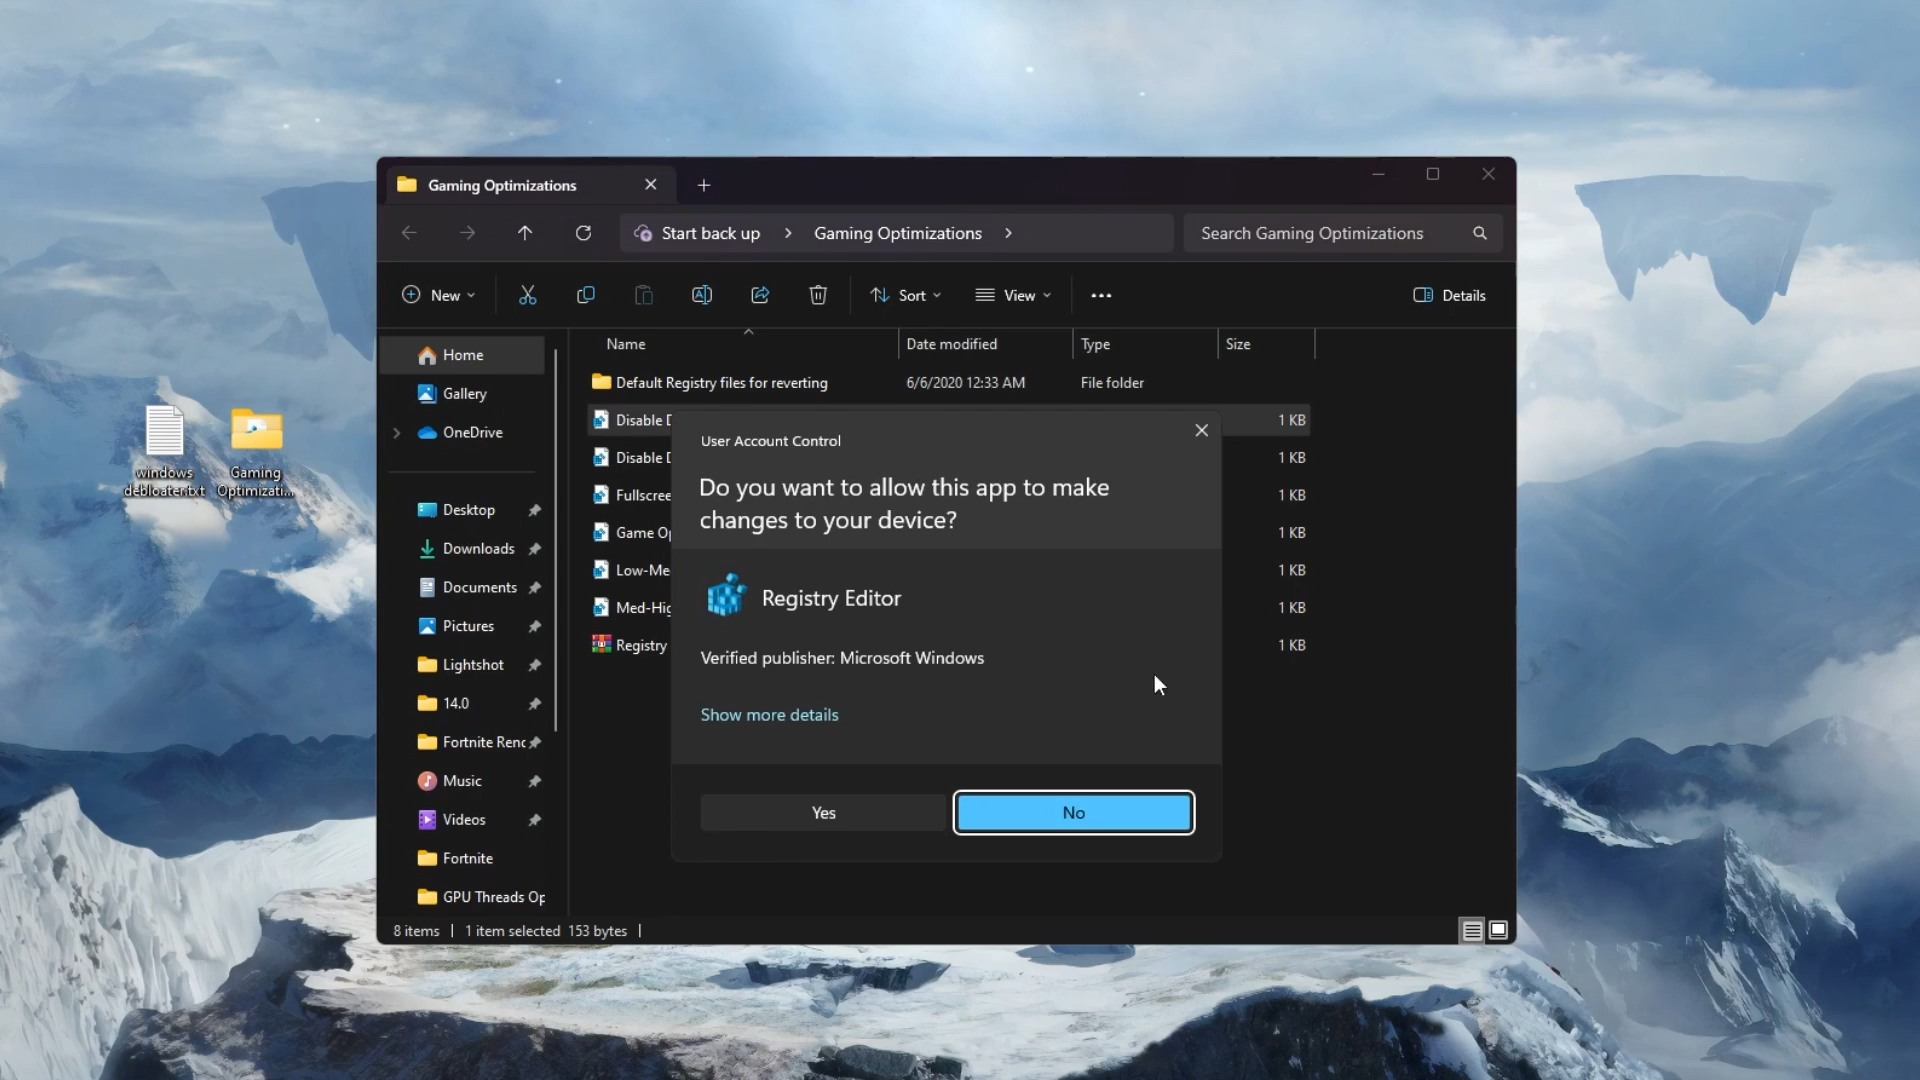 Gaming Optimizations
Start back up
Gaming Optimizations
Search Gaming Optimizations
New
Sort
View
Details
Home
Gallery
OneDrive
Desktop
Downloads
Documents
Pictures
Lightshot
14.0
Fortnite Renc
Music
Videos
Fortnite
GPU Threads Op
Name Date modified Type Size
Default Registry files for reverting 6/6/2020 12:33 AM File folder
Disable D 1 KB
Disable D 1 KB
Fullscree 1 KB
Game Op 1 KB
Low-Me 1 KB
Med-Hig 1 KB
Registry 1 KB
User Account Control
Do you want to allow this app to make
changes to your device?
Registry Editor
Verified publisher: Microsoft Windows
Show more details
Yes
No
8 items 1 item selected 153 bytes
windows
debloater.txt
Gaming
Optimizati...